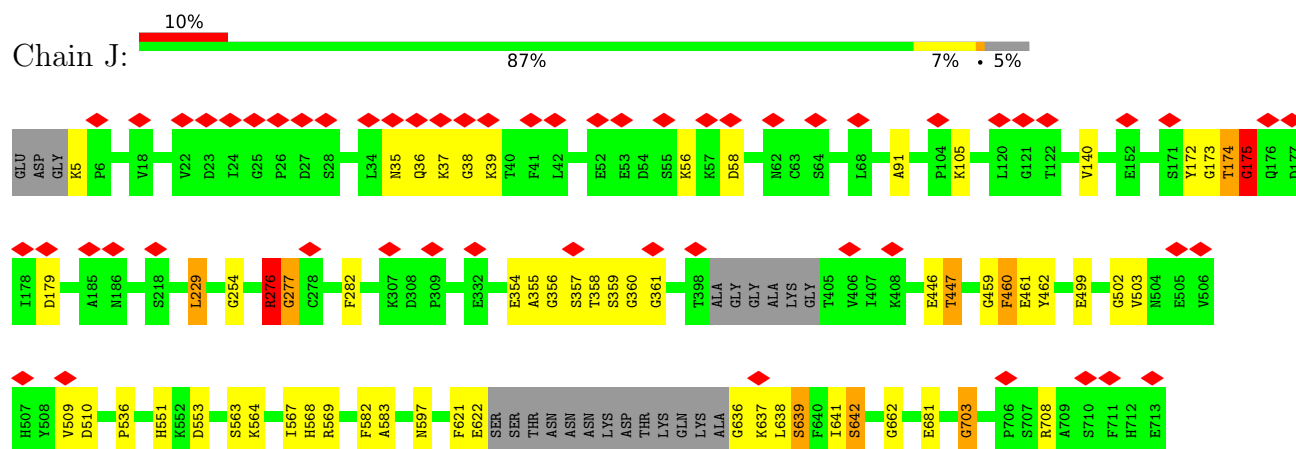 10%
Chain J:
87% 7% • 5%
GLU ASP GLY K5 P6 V18 V22 D23 I24 G25 P26 D27 S28 L34 N35 Q36 K37 G38 K39 T40 F41 L42 E52 E53 D54 S55 K56 K57 D58 N62 C63 S64 L68 A91 P104 K105 L120 G121 T122 V140 E152 S171 Y172 G173 T174 G175 Q176 D177
I178 D179 A185 N186 S218 L229 G254 R276 G277 C278 F282 K307 D308 P309 E332 E354 A355 G356 S357 T358 S359 G360 G361 T398 ALA GLY GLY ALA LYS GLY T405 V406 I407 K408 E446 T447 G459 F460 E461 Y462 E499 G502 V503 N504 E505 V506
H507 Y508 V509 D510 P536 H551 K552 D553 S563 K564 I567 H568 R569 F582 A583 N597 F621 E622 SER SER THR ASN ASN ASN LYS ASP THR LYS GLN LYS ALA G636 K637 L638 S639 F640 I641 S642 G662 E681 G703 P706 S707 R708 A709 S710 F711 H712 E713